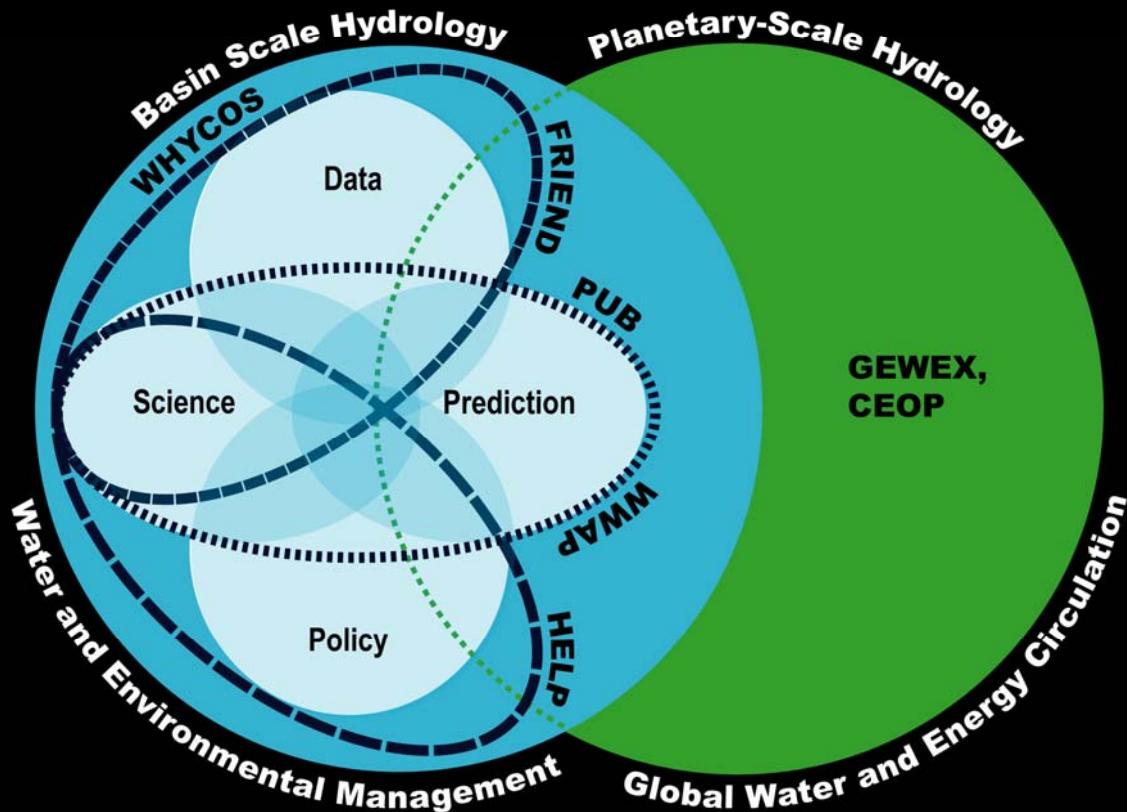 Basin Scale Hydrology
Planetary-Scale Hydrology
WHYCOS
FRIEND
Data
PUB
Science
Prediction
GEWEX,
CEOP
WWAP
Policy
HELP
Water and Environmental Management
Global Water and Energy Circulation